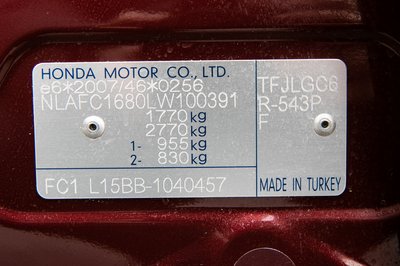 HONDA MOTOR CO., LTD.
e6*2007/46*0256
NLAFC1680LW100391
1770kg
2770kg
1- 955kg
2- 830kg
FC1 L15BB-1040457
TFJLGC6
R-543P
F
MADE IN TURKEY